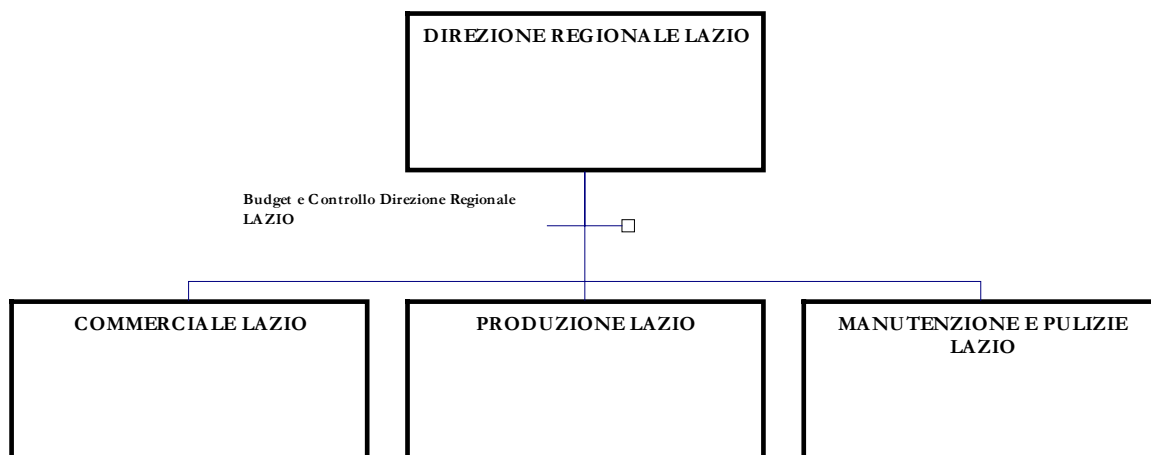 DIREZIONE REGIONALE LAZIO
Budget e Controllo Direzione Regionale
LAZIO
COMMERCIALE LAZIO
PRODUZIONE LAZIO
MANUTENZIONE E PULIZIE
LAZIO